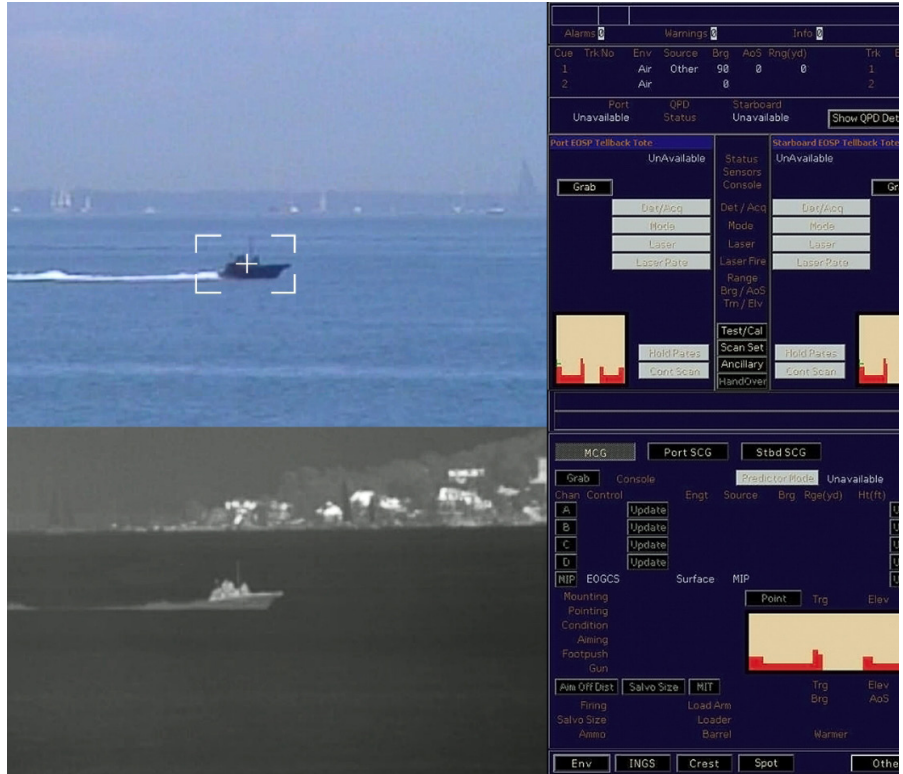 Alarms 0 Warnings 0 Info 0
Cue Trk No Env Source Brg AoS Rng(yd) Trk
1 Air Other 90 0 0 1
2 Air 0 2
Port QPD Starboard
Unavailable Status Unavailable Show QPD Det
Port EOSP Tellback Tote Starboard EOSP Tellback Tote
UnAvailable Status UnAvailable
Sensors
Console
Grab
Det/Acq Det / Acq Det/Acq
Mode Mode Mode
Laser Laser Laser
Laser Rate Laser Fire Laser Rate
Range
Brg / AoS
Trn / Elv
Test/Cal
Hold Rates Scan Set Hold Rates
Cont Scan Ancillary Cont Scan
HandOver
MCG Port SCG Stbd SCG
Grab Console Predictor Mode Unavailable
Chan Control Engt Source Brg Rge(yd) Ht(ft)
A Update
B Update
C Update
D Update
NIP EOGCS Surface MIP
Mounting Point Trg Elev
Pointing
Condition
Aiming
Footpush
Gun
Aim Off Dist Salvo Size MIT Trg Elev
Brg AoS
Firing Load Arm
Salvo Size Loader
Ammo Barrel Warmer
Env INGS Crest Spot Othe